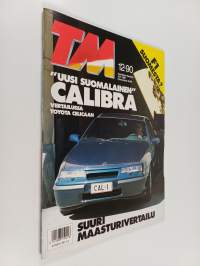 TM
12·90
"UUSI SUOMALAINEN"
CALIBRA
VERTAILUSSA
TOYOTA CELICAAN
CAL-1
SUURI
MAASTURIVERTAILU